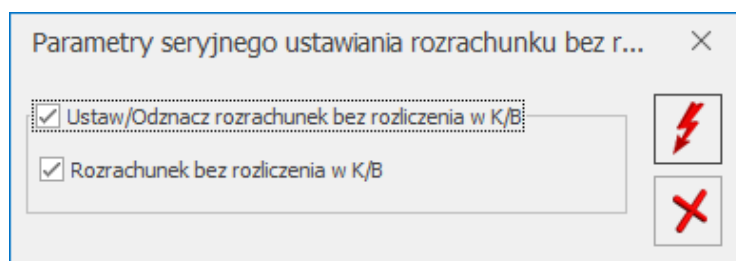 Parametry seryjnego ustawiania rozrachunku bez r...
Ustaw/Odznacz rozrachunek bez rozliczenia w K/B
Rozrachunek bez rozliczenia w K/B